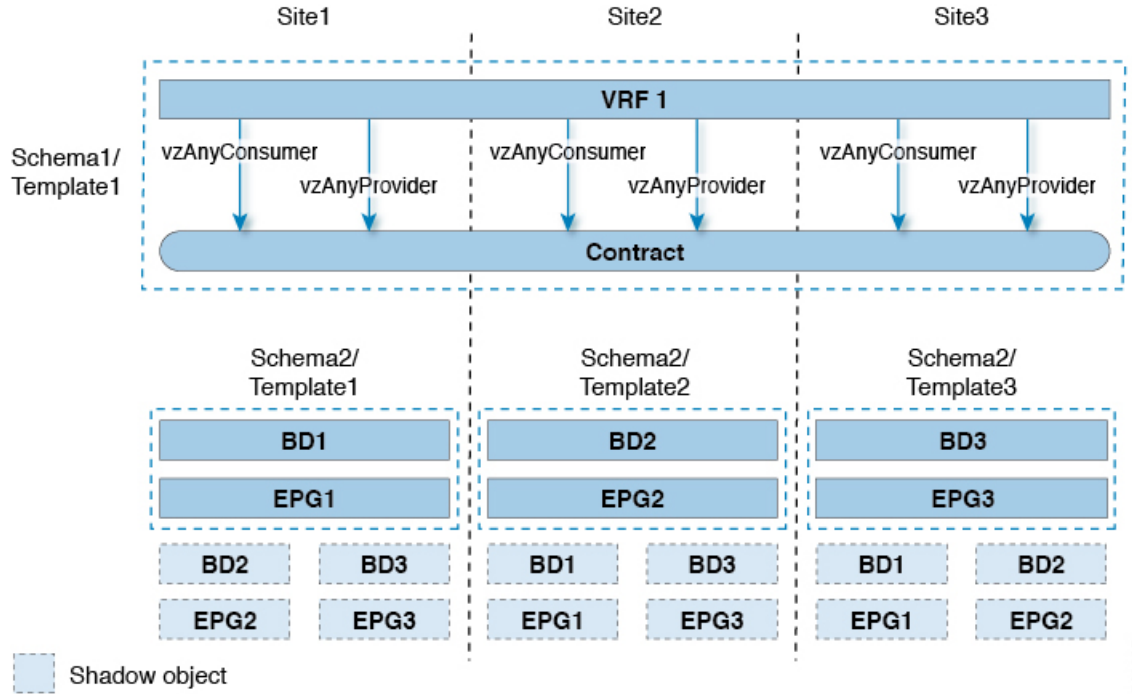 Site1 Site2 Site3
VRF 1
Schema1/
Template1
vzAnyConsumer vzAnyConsumer vzAnyConsumer
vzAnyProvider vzAnyProvider vzAnyProvider
Contract
Schema2/ Schema2/ Schema2/
Template1 Template2 Template3
BD1 BD2 BD3
EPG1 EPG2 EPG3
BD2 BD3 BD1 BD3 BD1 BD2
EPG2 EPG3 EPG1 EPG3 EPG1 EPG2
Shadow object